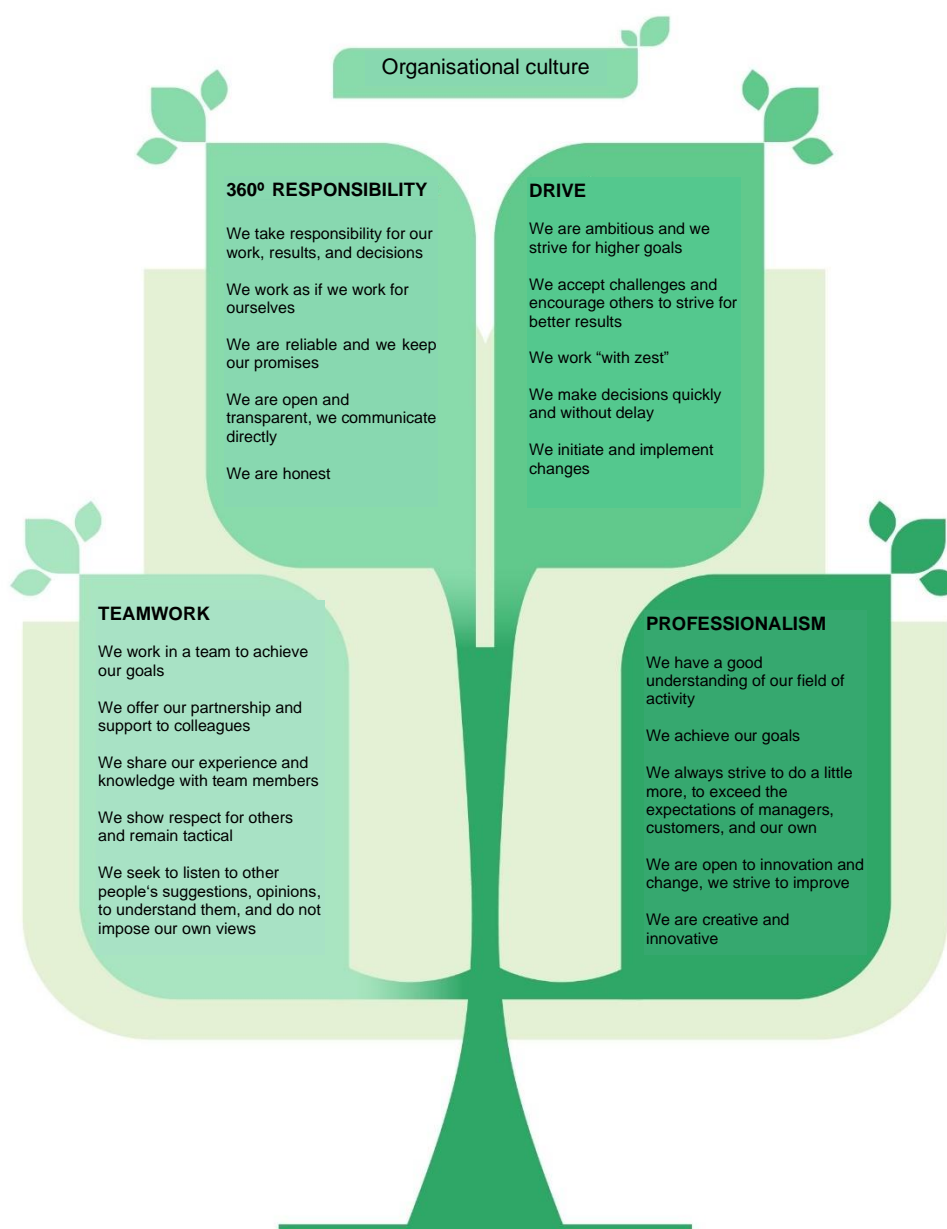 Organisational culture
360º RESPONSIBILITY
We take responsibility for our
work, results, and decisions
We work as if we work for
ourselves
We are reliable and we keep
our promises
We are open and
transparent, we communicate
directly
We are honest
DRIVE
We are ambitious and we
strive for higher goals
We accept challenges and
encourage others to strive for
better results
We work “with zest”
We make decisions quickly
and without delay
We initiate and implement
changes
TEAMWORK
We work in a team to achieve
our goals
We offer our partnership and
support to colleagues
We share our experience and
knowledge with team members
We show respect for others
and remain tactical
We seek to listen to other
people‘s suggestions, opinions,
to understand them, and do not
impose our own views
PROFESSIONALISM
We have a good
understanding of our field of
activity
We achieve our goals
We always strive to do a little
more, to exceed the
expectations of managers,
customers, and our own
We are open to innovation and
change, we strive to improve
We are creative and
innovative